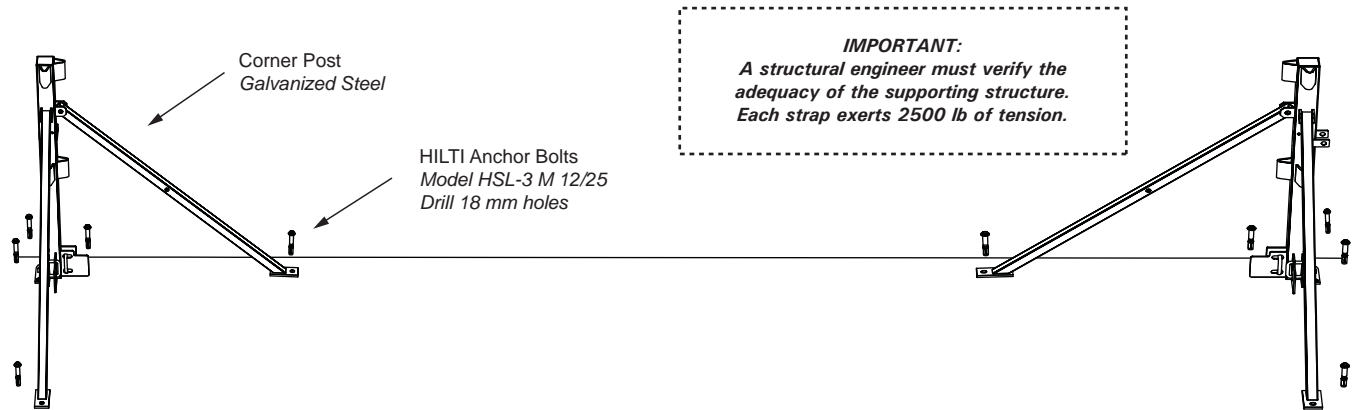 Corner Post
Galvanized Steel
HILTI Anchor Bolts
Model HSL-3 M 12/25
Drill 18 mm holes
IMPORTANT:
A structural engineer must verify the
adequacy of the supporting structure.
Each strap exerts 2500 lb of tension.